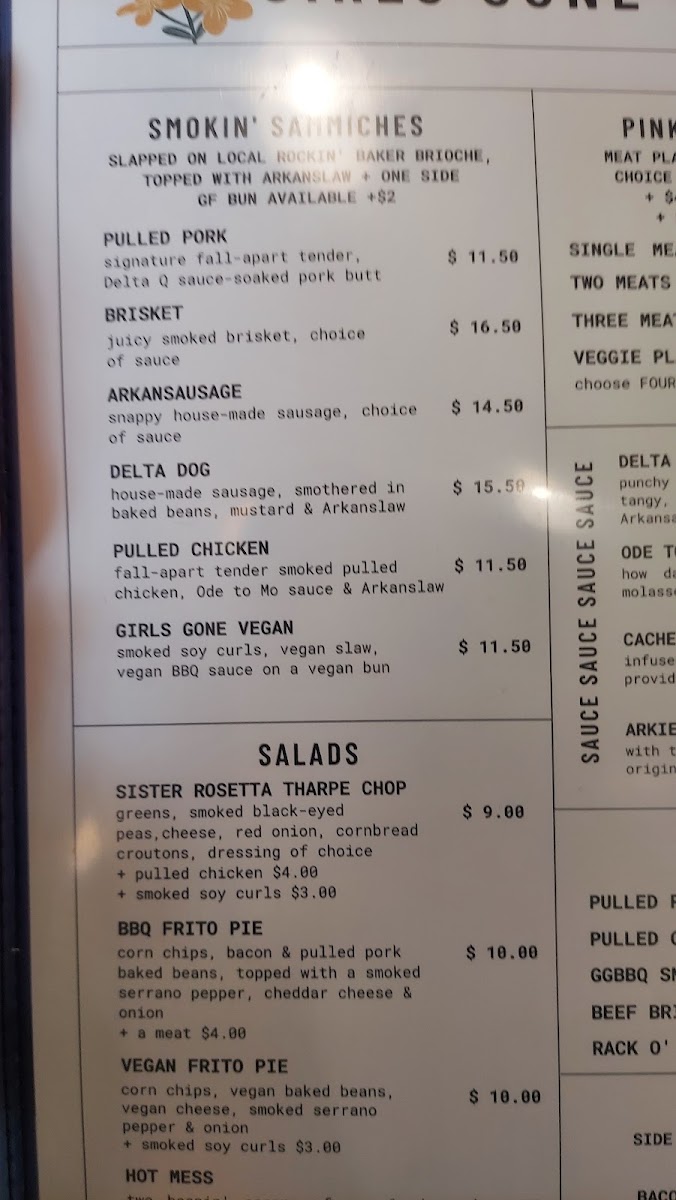 SMOKIN' SAMMICHES
SLAPPED ON LOCAL ROCKIN' BAKER BRIOCHE,
TOPPED WITH ARKANSLAW + ONE SIDE
GF BUN AVAILABLE +$2
PULLED PORK
signature fall-apart tender, $ 11.50
Delta Q sauce-soaked pork butt
BRISKET
juicy smoked brisket, choice $ 16.50
of sauce
ARKANSAUSAGE
snappy house-made sausage, choice $ 14.50
of sauce
DELTA DOG
house-made sausage, smothered in $ 15.50
baked beans, mustard & Arkanslaw
PULLED CHICKEN
fall-apart tender smoked pulled $ 11.50
chicken, Ode to Mo sauce & Arkanslaw
GIRLS GONE VEGAN
smoked soy curls, vegan slaw, $ 11.50
vegan BBQ sauce on a vegan bun
SALADS
SISTER ROSETTA THARPE CHOP
greens, smoked black-eyed $ 9.00
peas,cheese, red onion, cornbread
croutons, dressing of choice
+ pulled chicken $4.00
+ smoked soy curls $3.00
BBQ FRITO PIE
corn chips, bacon & pulled pork $ 10.00
baked beans, topped with a smoked
serrano pepper, cheddar cheese &
onion
+ a meat $4.00
VEGAN FRITO PIE
corn chips, vegan baked beans, $ 10.00
vegan cheese, smoked serrano
pepper & onion
+ smoked soy curls $3.00
HOT MESS
PINK
MEAT PLA
CHOICE
+ $
+
SINGLE ME
TWO MEATS
THREE MEAT
VEGGIE PL
choose FOUR
SAUCE SAUCE SAUCE SAUCE
DELTA
punchy
tangy,
Arkansa
ODE T
how da
molass
CACHE
infuse
provid
ARKIE
with t
origin
PULLED P
PULLED C
GGBBQ SM
BEEF BRI
RACK O'
SIDE
BACO